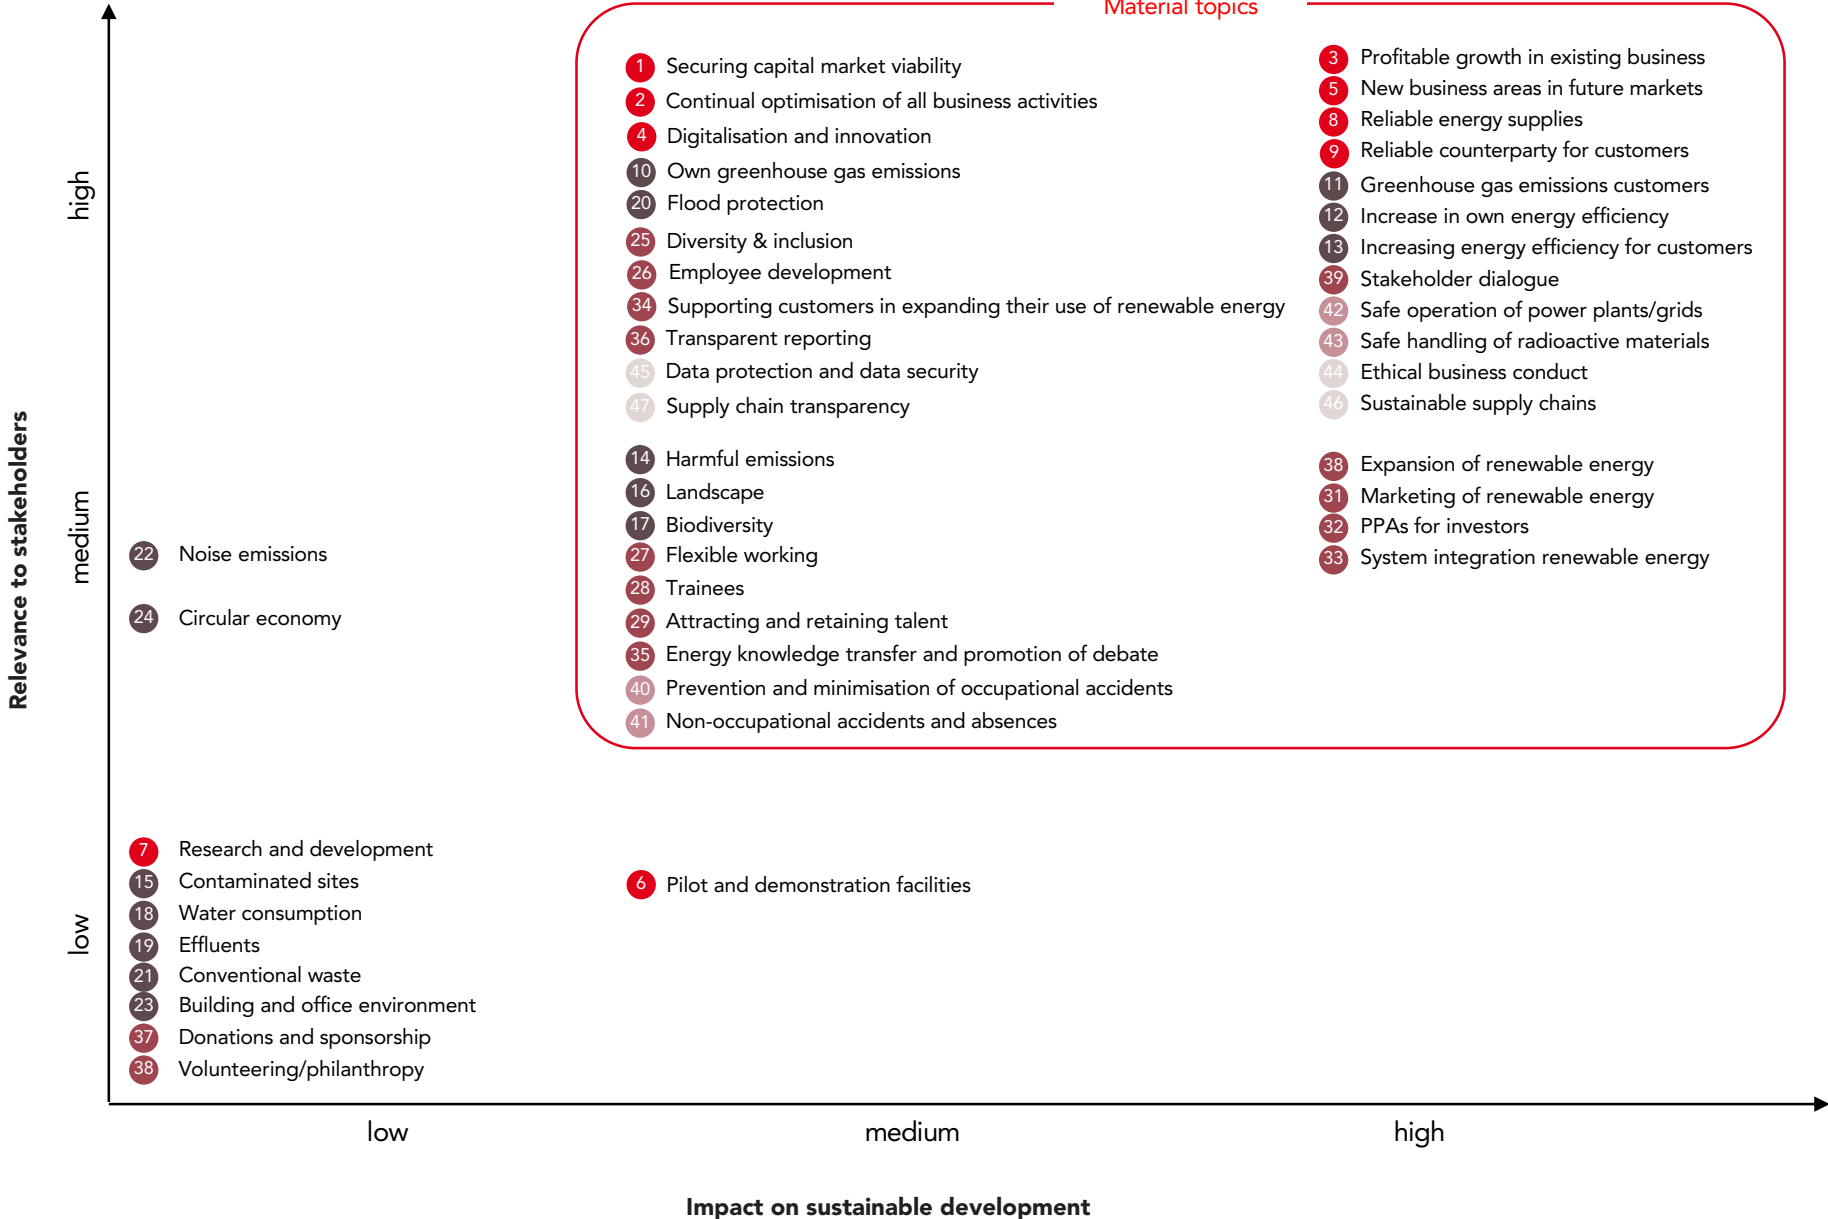 Material topics
high
1 Securing capital market viability
2 Continual optimisation of all business activities
4 Digitalisation and innovation
10 Own greenhouse gas emissions
20 Flood protection
25 Diversity & inclusion
26 Employee development
34 Supporting customers in expanding their use of renewable energy
36 Transparent reporting
45 Data protection and data security
47 Supply chain transparency
3 Profitable growth in existing business
5 New business areas in future markets
8 Reliable energy supplies
9 Reliable counterparty for customers
11 Greenhouse gas emissions customers
12 Increase in own energy efficiency
13 Increasing energy efficiency for customers
39 Stakeholder dialogue
42 Safe operation of power plants/grids
43 Safe handling of radioactive materials
44 Ethical business conduct
46 Sustainable supply chains
Relevance to stakeholders
medium
22 Noise emissions
24 Circular economy
14 Harmful emissions
16 Landscape
17 Biodiversity
27 Flexible working
28 Trainees
29 Attracting and retaining talent
35 Energy knowledge transfer and promotion of debate
40 Prevention and minimisation of occupational accidents
41 Non-occupational accidents and absences
38 Expansion of renewable energy
31 Marketing of renewable energy
32 PPAs for investors
33 System integration renewable energy
low
7 Research and development
15 Contaminated sites
18 Water consumption
19 Effluents
21 Conventional waste
23 Building and office environment
37 Donations and sponsorship
38 Volunteering/philanthropy
6 Pilot and demonstration facilities
low
medium
high
Impact on sustainable development